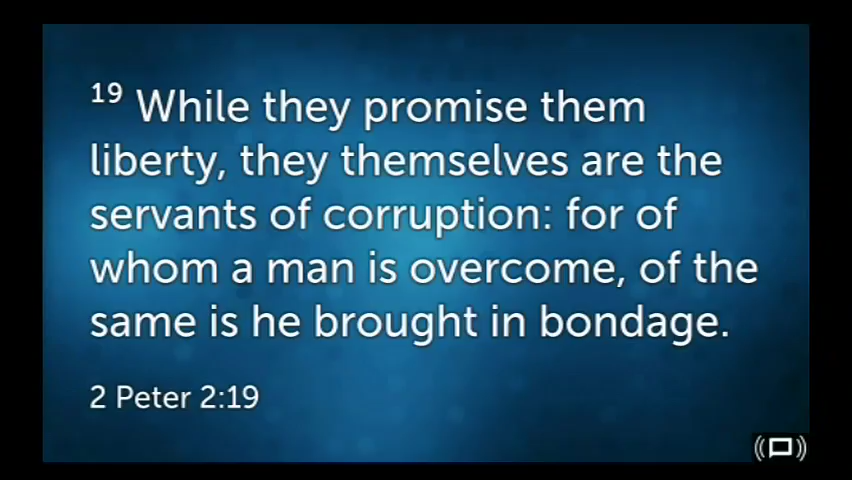 19 While they promise them
liberty, they themselves are the
servants of corruption: for of
whom a man is overcome, of the
same is he brought in bondage.
2 Peter 2:19